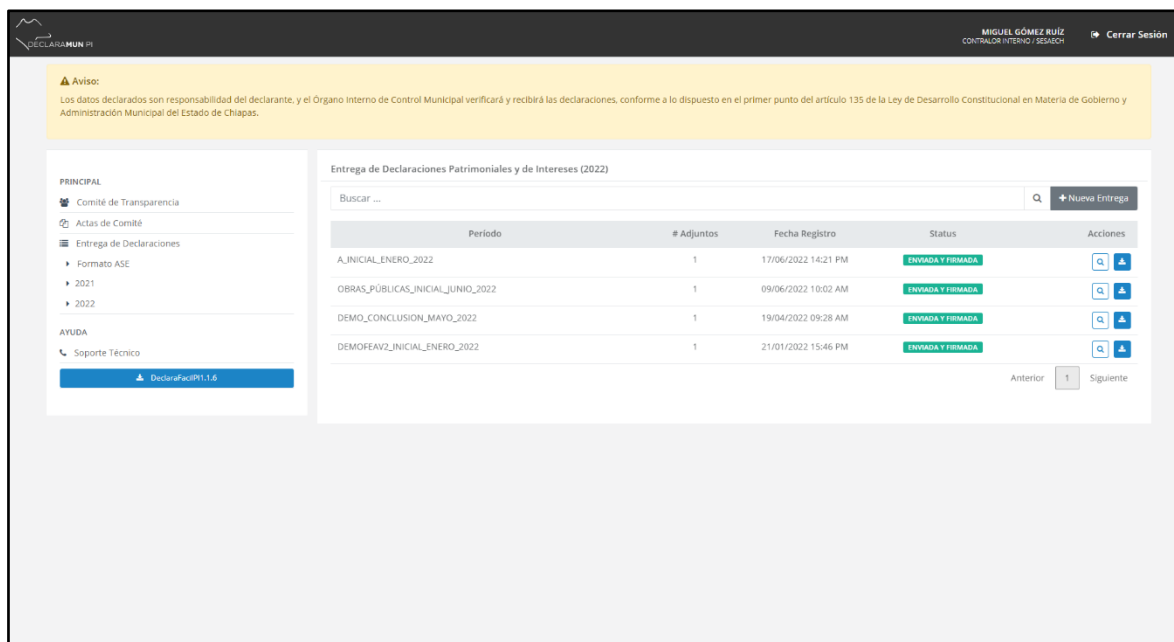 DECLARAMUN PI
MIGUEL GÓMEZ RUÍZ
CONTRALOR INTERNO / SESAECH
Cerrar Sesión
Aviso:
Los datos declarados son responsabilidad del declarante, y el Órgano Interno de Control Municipal verificará y recibirá las declaraciones, conforme a lo dispuesto en el primer punto del artículo 135 de la Ley de Desarrollo Constitucional en Materia de Gobierno y
Administración Municipal del Estado de Chiapas.
PRINCIPAL
Comité de Transparencia
Actas de Comité
Entrega de Declaraciones
Formato ASE
2021
2022
AYUDA
Soporte Técnico
DeclaraFacilPI1.1.6
Entrega de Declaraciones Patrimoniales y de Intereses (2022)
Buscar ...
+Nueva Entrega
Período # Adjuntos Fecha Registro Status Acciones
A_INICIAL_ENERO_2022 1 17/06/2022 14:21 PM ENVIADA Y FIRMADA
OBRAS_PÚBLICAS_INICIAL_JUNIO_2022 1 09/06/2022 10:02 AM ENVIADA Y FIRMADA
DEMO_CONCLUSION_MAYO_2022 1 19/04/2022 09:28 AM ENVIADA Y FIRMADA
DEMOFEAV2_INICIAL_ENERO_2022 1 21/01/2022 15:46 PM ENVIADA Y FIRMADA
Anterior 1 Siguiente